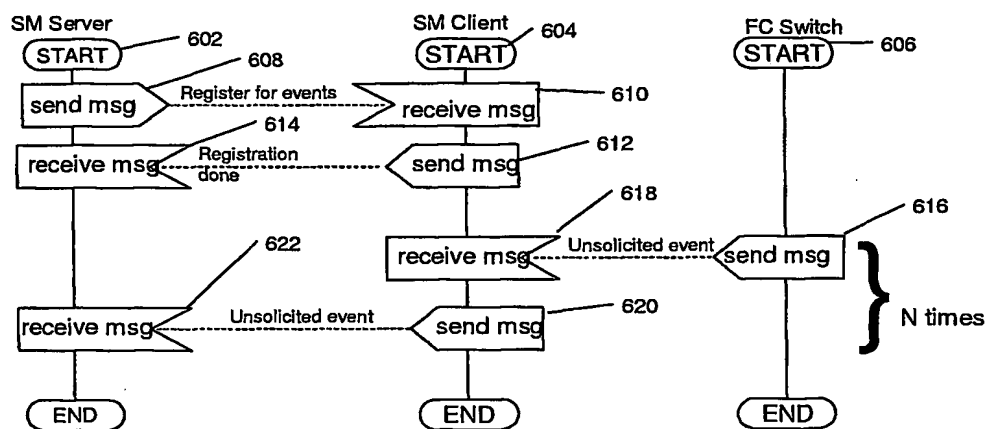 SM Server
SM Client
FC Switch
START
602
START
604
START
606
608
send msg
Register for events
receive msg
610
614
receive msg
Registration
done
send msg
612
618
616
receive msg
Unsolicited event
send msg
622
620
N times
receive msg
Unsolicited event
send msg
END
END
END